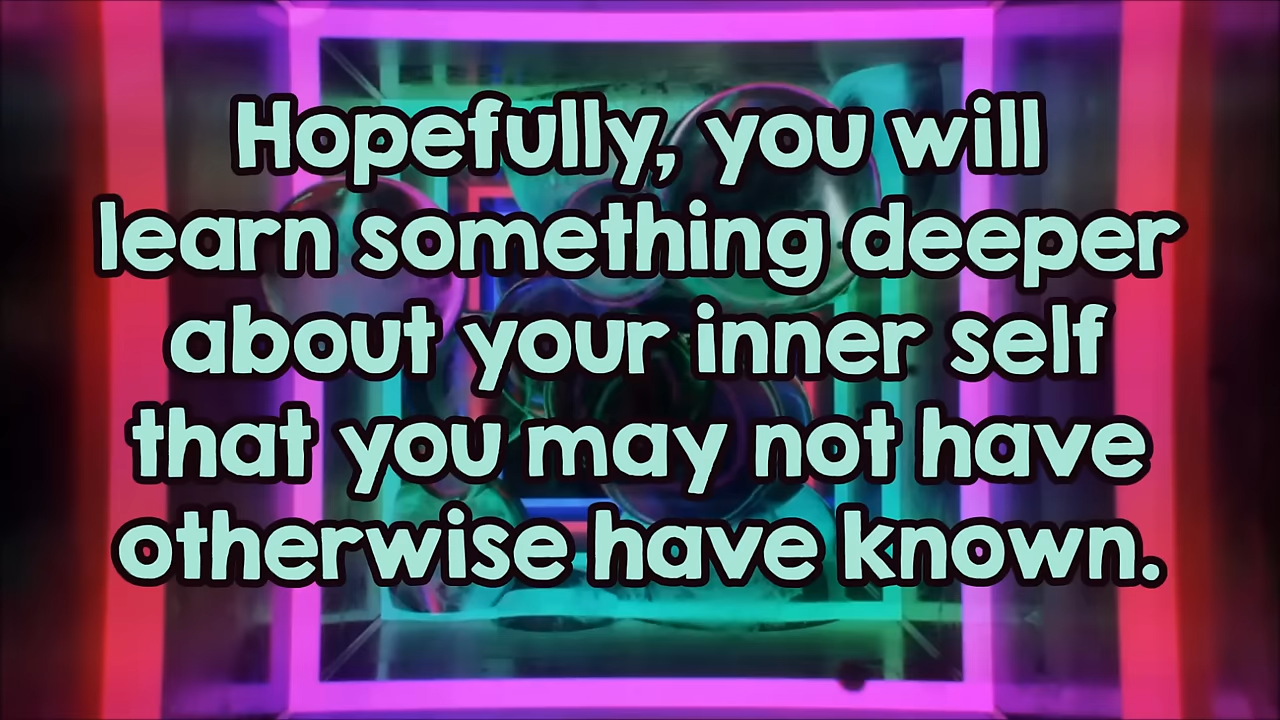 Hopefully, you will
learn something deeper
about your inner self
that you may not have
otherwise have known.